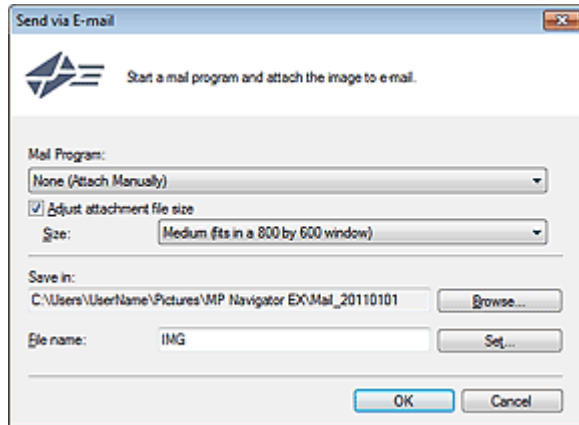 Send via E-mail
Start a mail program and attach the image to e-mail.
Mail Program:
None (Attach Manually)
Adjust attachment file size
Size: Medium (fits in a 800 by 600 window)
Save in:
C:\Users\UserName\Pictures\MP Navigator EX\Mail_20110101 Browse...
File name: IMG Set...
OK Cancel